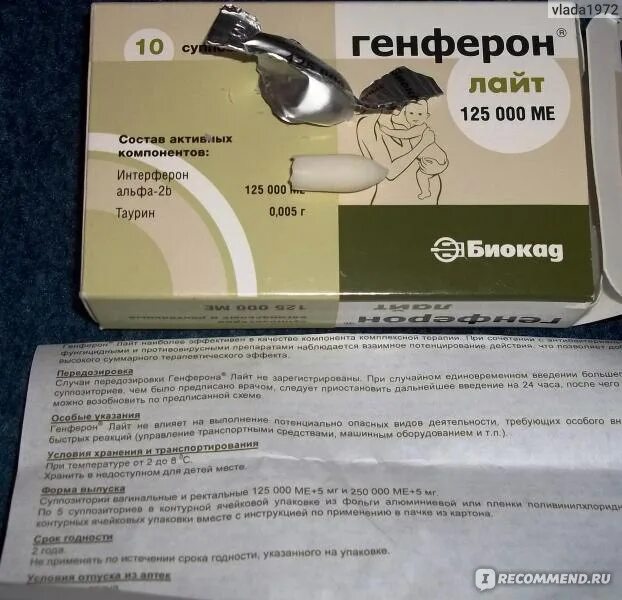 vlada1972
10
генферон®
лайт
125 000 МЕ
Состав активных
компонентов:
Интерферон
альфа-2b 125 000 МЕ
Таурин 0,005 г
Биокад
генферон
лайт
125 000 МЕ
Генферон® Лайт наиболее эффективен в качестве компонента комплексной терапии. При сочетании с
фунгицидными и противовирусными препаратами наблюдается взаимное потенцирование действия, что позволяет
высокого суммарного терапевтического эффекта.
Передозировка
Случаи передозировки Генферона® Лайт не зарегистрированы. При случайном единовременном введении
суппозиториев, чем было предписано врачом, следует приостановить дальнейшее введение на 24 часа, после чего
можно возобновить по предписанной схеме.
Особые указания
Генферон® Лайт не влияет на выполнение потенциально опасных видов деятельности, требующих особого
быстрых реакций (управление транспортными средствами, машинным оборудованием и т.п.).
Условия хранения и транспортирования
При температуре от 2 до 8 °С.
Хранить в недоступном для детей месте.
Форма выпуска
Суппозитории вагинальные и ректальные 125 000 МЕ+5 мг и 250 000 МЕ+5 мг.
По 5 суппозиториев в контурной ячейковой упаковке из фольги алюминиевой или пленки
контурных ячейковых упаковки вместе с инструкцией по применению в пачке из картона.
Срок годности
2 года.
Не применять по истечении срока годности, указанного на упаковке.
Условия отпуска из аптек
IRECOMMEND.RU